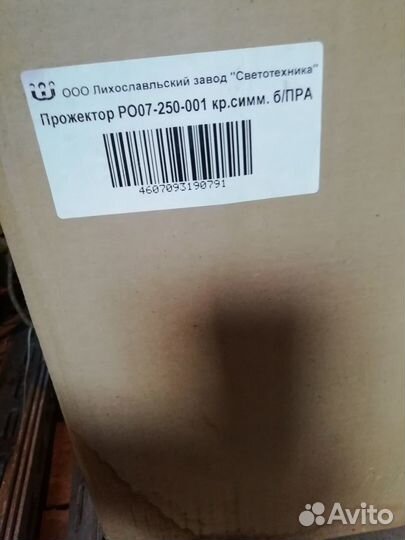 ООО Лихославльский завод "Светотехника"
Прожектор РО07-250-001 кр.симм. б/ПРА
4607093190791
Avito